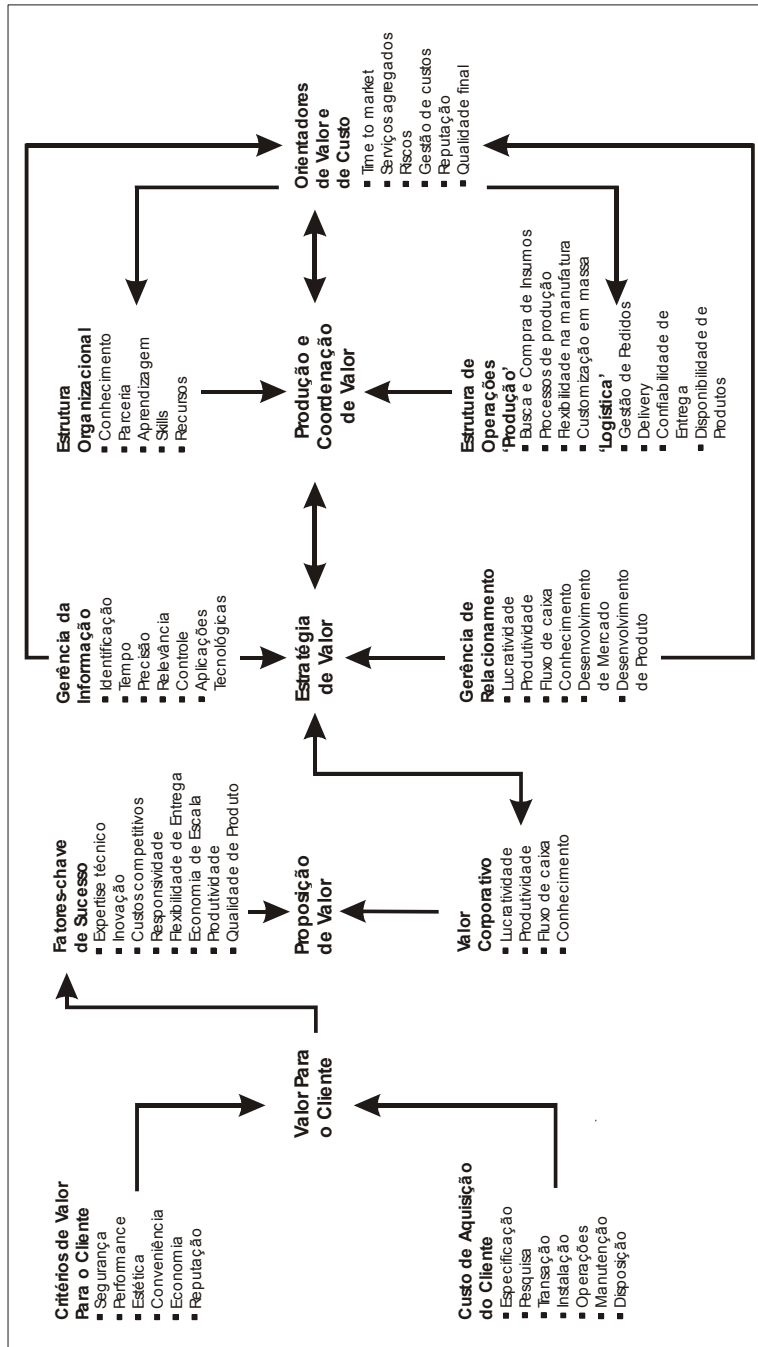 Critérios de Valor
Para o Cliente
▪ Segurança
▪ Performance
▪ Estética
▪ Conveniência
▪ Economia
▪ Reputação
Custo de Aquisição
do Cliente
▪ Especificação
▪ Pesquisa
▪ Transação
▪ Instalação
▪ Operações
▪ Manutenção
▪ Disposição
Valor Para
o Cliente
Fatores-chave
de Sucesso
▪ Expertise técnico
▪ Inovação
▪ Custos competitivos
▪ Responsividade
▪ Flexibilidade de Entrega
▪ Economia de Escala
▪ Produtividade
▪ Qualidade de Produto
Proposição
de Valor
Valor
Corporativo
▪ Lucratividade
▪ Produtividade
▪ Fluxo de caixa
▪ Conhecimento
Gerência da
Informação
▪ Identificação
▪ Tempo
▪ Precisão
▪ Relevância
▪ Controle
▪ Aplicações
Tecnológicas
Estratégia
de Valor
Gerência de
Relacionamento
▪ Lucratividade
▪ Produtividade
▪ Fluxo de caixa
▪ Conhecimento
▪ Desenvolvimento
de Mercado
▪ Desenvolvimento
de Produto
Estrutura
Organizacional
▪ Conhecimento
▪ Parceria
▪ Aprendizagem
▪ Skills
▪ Recursos
Produção e
Coordenação
de Valor
Estrutura de
Operações
'Produção'
▪ Busca e Compra de Insumos
▪ Processos de produção
▪ Flexibilidade na manufatura
▪ Customização em massa
'Logística'
▪ Gestão de Pedidos
▪ Delivery
▪ Confiabilidade de
Entrega
▪ Disponibilidade de
Produtos
Orientadores
de Valor e
de Custo
▪ Time to market
▪ Serviços agregados
▪ Riscos
▪ Gestão de custos
▪ Reputação
▪ Qualidade final